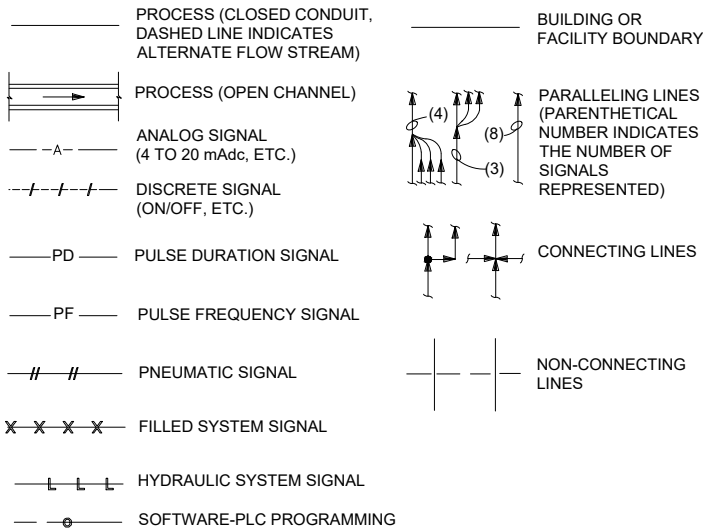 PROCESS (CLOSED CONDUIT,
DASHED LINE INDICATES
ALTERNATE FLOW STREAM)
PROCESS (OPEN CHANNEL)
A
ANALOG SIGNAL
(4 TO 20 mAdc, ETC.)
DISCRETE SIGNAL
(ON/OFF, ETC.)
PD
PULSE DURATION SIGNAL
PF
PULSE FREQUENCY SIGNAL
PNEUMATIC SIGNAL
X X X X
FILLED SYSTEM SIGNAL
L L L
HYDRAULIC SYSTEM SIGNAL
SOFTWARE-PLC PROGRAMMING
BUILDING OR
FACILITY BOUNDARY
(4)
(8)
(3)
PARALLELING LINES
(PARENTHETICAL
NUMBER INDICATES
THE NUMBER OF
SIGNALS
REPRESENTED)
CONNECTING LINES
NON-CONNECTING
LINES